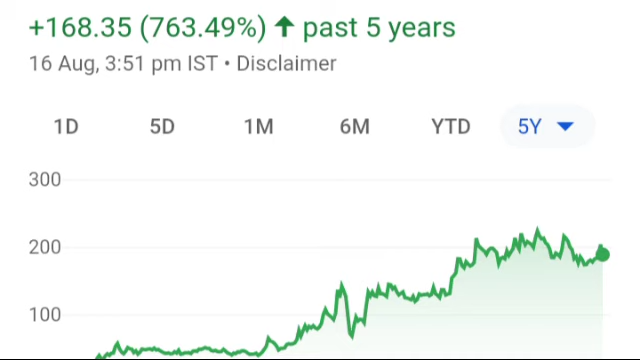 +168.35 (763.49%) ↑ past 5 years
16 Aug, 3:51 pm IST • Disclaimer
1D 5D 1M 6M YTD 5Y
300
200
100